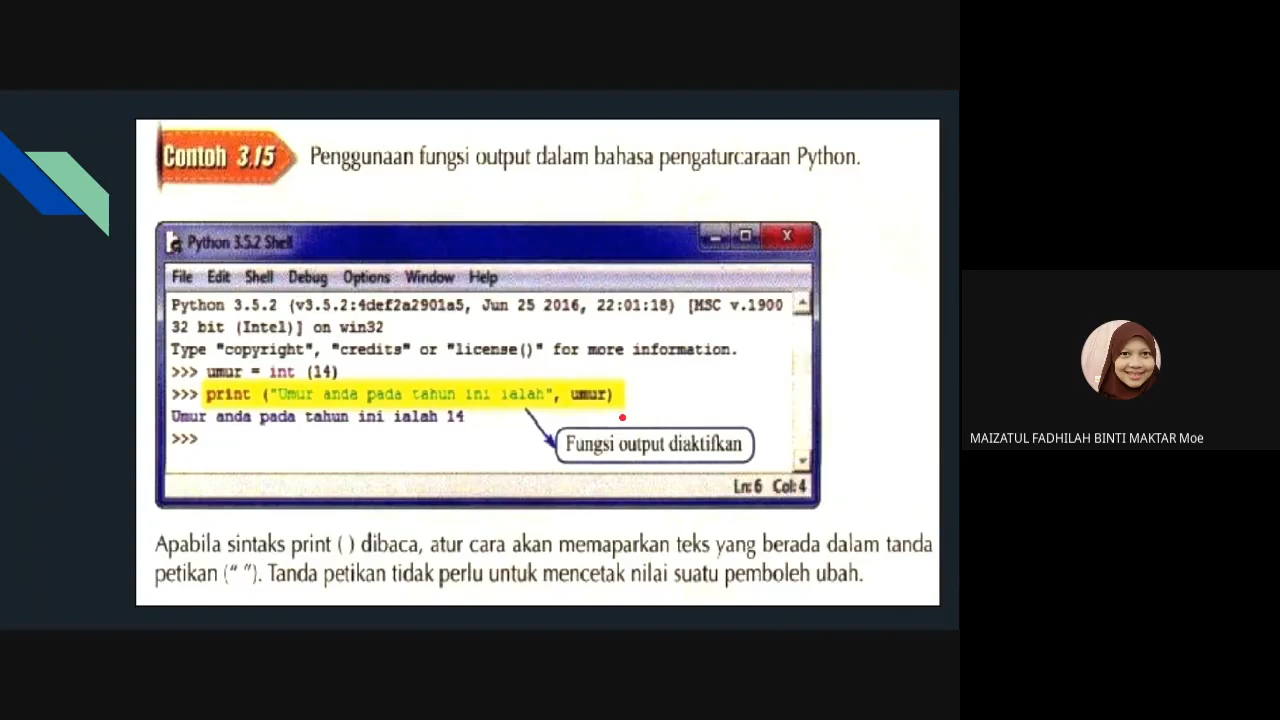 Contoh 3.15 Penggunaan fungsi output dalam bahasa pengaturcaraan Python.
Python 3.5.2 Shell
File Edit Shell Debug Options Window Help
Python 3.5.2 (v3.5.2:4def2a2901a5, Jun 25 2016, 22:01:18) [MSC v.1900
32 bit (Intel)] on win32
Type "copyright", "credits" or "license()" for more information.
>>> umur = int (14)
>>> print ("Umur anda pada tahun ini ialah", umur)
Umur anda pada tahun ini ialah 14
>>>
Fungsi output diaktifkan
Ln:6 Col:4
Apabila sintaks print ( ) dibaca, atur cara akan memaparkan teks yang berada dalam tanda
petikan (“ ”). Tanda petikan tidak perlu untuk mencetak nilai suatu pemboleh ubah.
MAIZATUL FADHILAH BINTI MAKTAR Moe